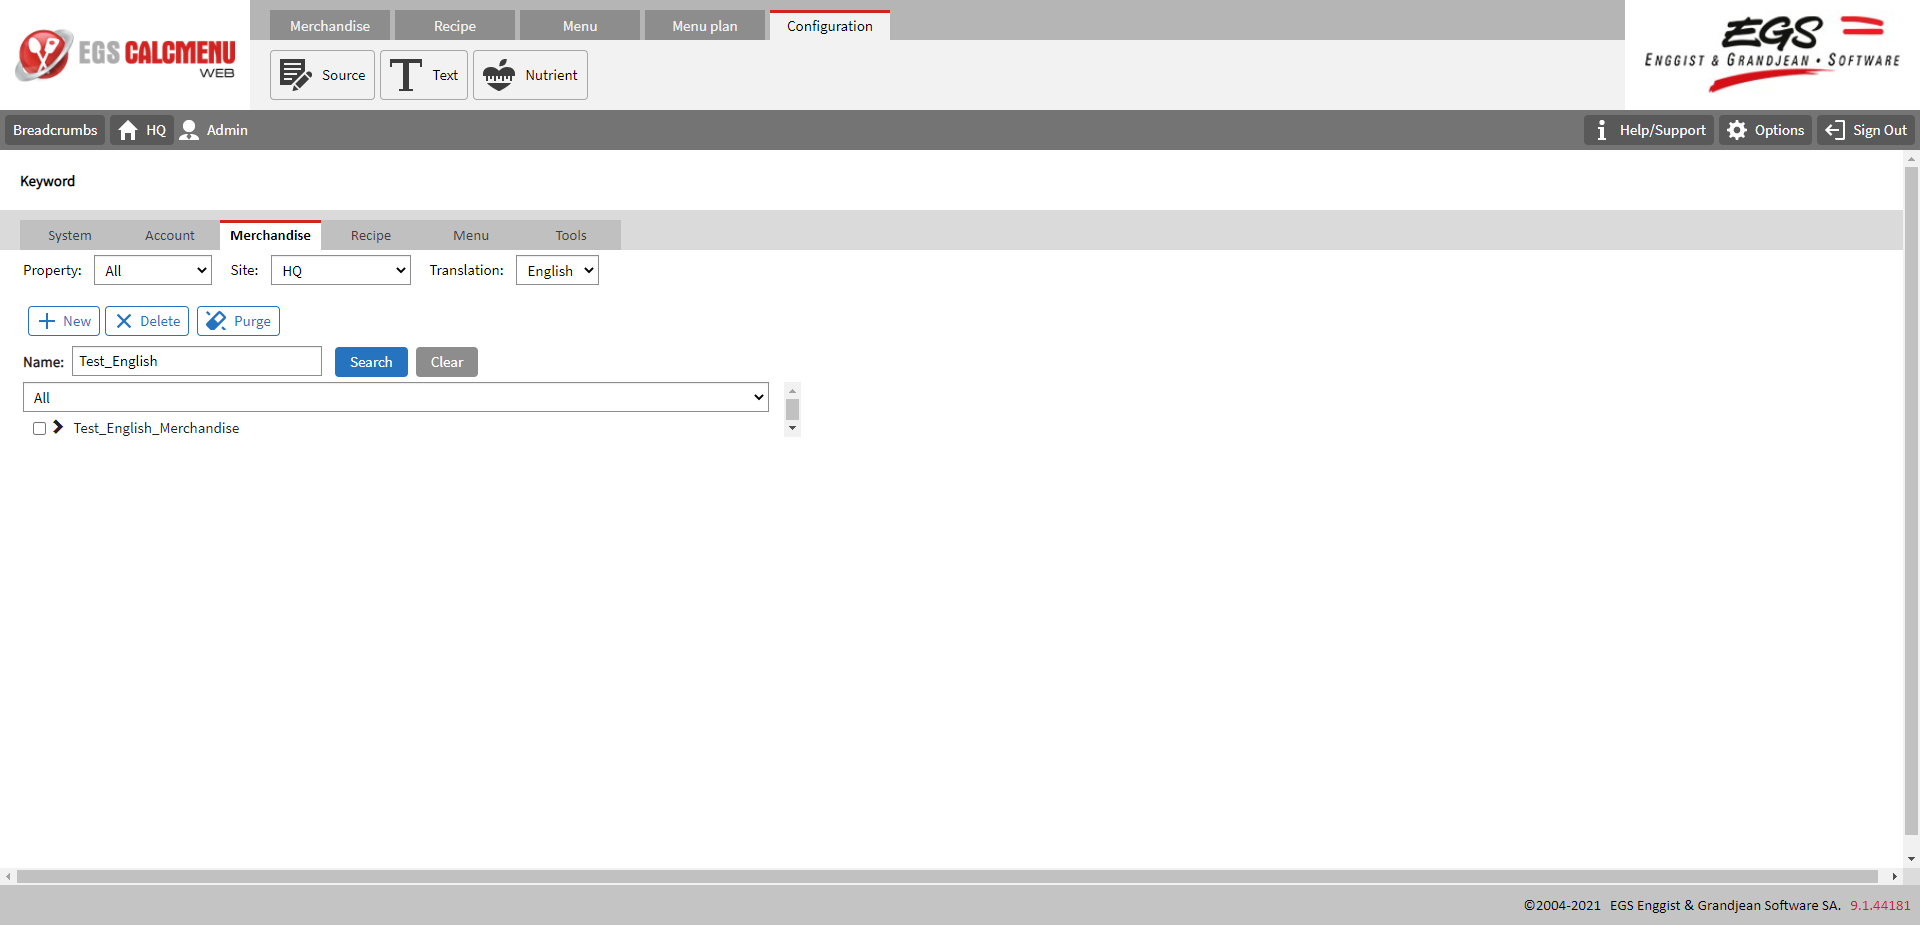 EGS CALCMENU
WEB
Merchandise Recipe Menu Menu plan Configuration
Source Text Nutrient
EGS
ENGGIST & GRANDJEAN • SOFTWARE
Breadcrumbs HQ Admin Help/Support Options Sign Out
Keyword
System Account Merchandise Recipe Menu Tools
Property: All Site: HQ Translation: English
New Delete Purge
Name: Test_English Search Clear
All
Test_English_Merchandise
©2004-2021 EGS Enggist & Grandjean Software SA. 9.1.44181